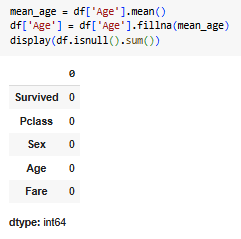 mean_age = df['Age'].mean()
df['Age'] = df['Age'].fillna(mean_age)
display(df.isnull().sum())
0
Survived 0
Pclass 0
Sex 0
Age 0
Fare 0
dtype: int64